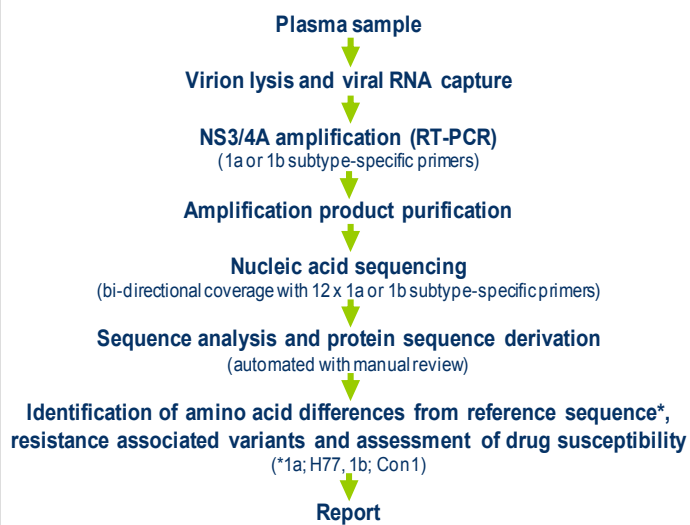 Plasma sample
Virion lysis and viral RNA capture
NS3/4A amplification (RT-PCR)
(1a or 1b subtype-specific primers)
Amplification product purification
Nucleic acid sequencing
(bi-directional coverage with 12 x 1a or 1b subtype-specific primers)
Sequence analysis and protein sequence derivation
(automated with manual review)
Identification of amino acid differences from reference sequence*,
resistance associated variants and assessment of drug susceptibility
(*1a; H77, 1b; Con1)
Report